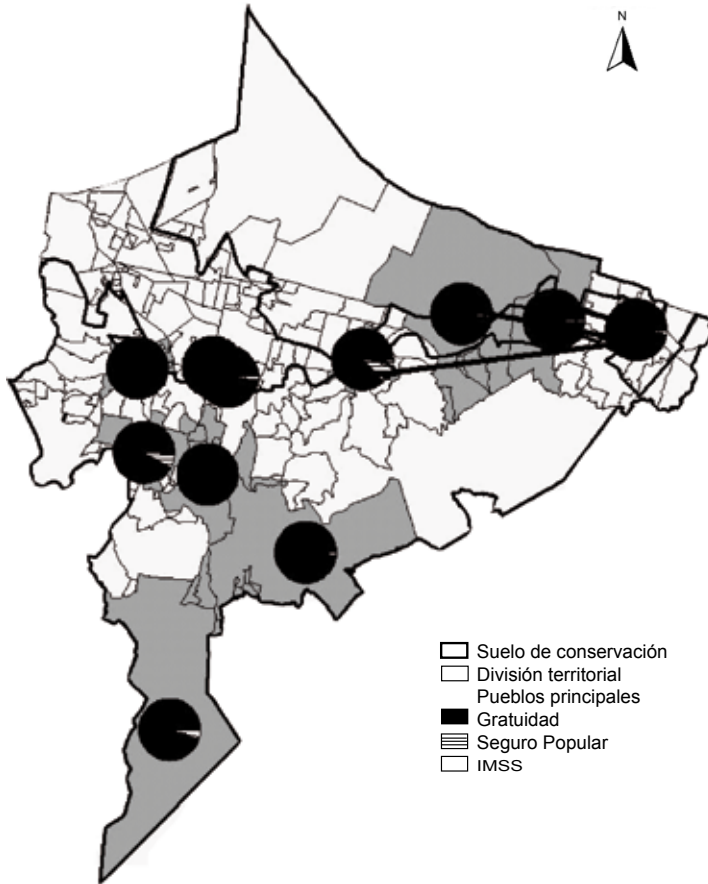 N
Suelo de conservación
División territorial
Pueblos principales
Gratuidad
Seguro Popular
IMSS